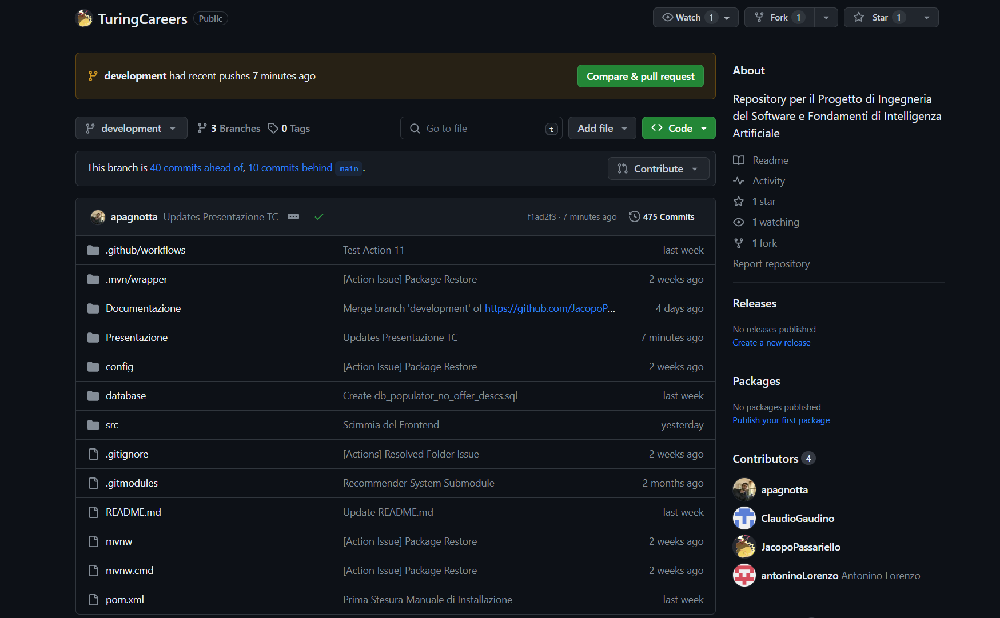 TuringCareers Public Watch 1 Fork 1 Star 1
development had recent pushes 7 minutes ago Compare & pull request
development 3 Branches 0 Tags Go to file t Add file Code
This branch is 40 commits ahead of, 10 commits behind main .
Contribute
apagnotta Updates Presentazione TC f1ad2f3 · 7 minutes ago 475 Commits
.github/workflows Test Action 11 last week
.mvn/wrapper [Action Issue] Package Restore 2 weeks ago
Documentazione Merge branch 'development' of https://github.com/JacopoP... 4 days ago
Presentazione Updates Presentazione TC 7 minutes ago
config [Action Issue] Package Restore 2 weeks ago
database Create db_populator_no_offer_descs.sql last week
src Scimmia del Frontend yesterday
.gitignore [Actions] Resolved Folder Issue 2 weeks ago
.gitmodules Recommender System Submodule 2 months ago
README.md Update README.md last week
mvnw [Action Issue] Package Restore 2 weeks ago
mvnw.cmd [Action Issue] Package Restore 2 weeks ago
pom.xml Prima Stesura Manuale di Installazione last week
About
Repository per il Progetto di Ingegneria
del Software e Fondamenti di Intelligenza
Artificiale
Readme
Activity
1 star
1 watching
1 fork
Report repository
Releases
No releases published
Create a new release
Packages
No packages published
Publish your first package
Contributors 4
apagnotta
ClaudioGaudino
JacopoPassariello
antoninoLorenzo Antonino Lorenzo